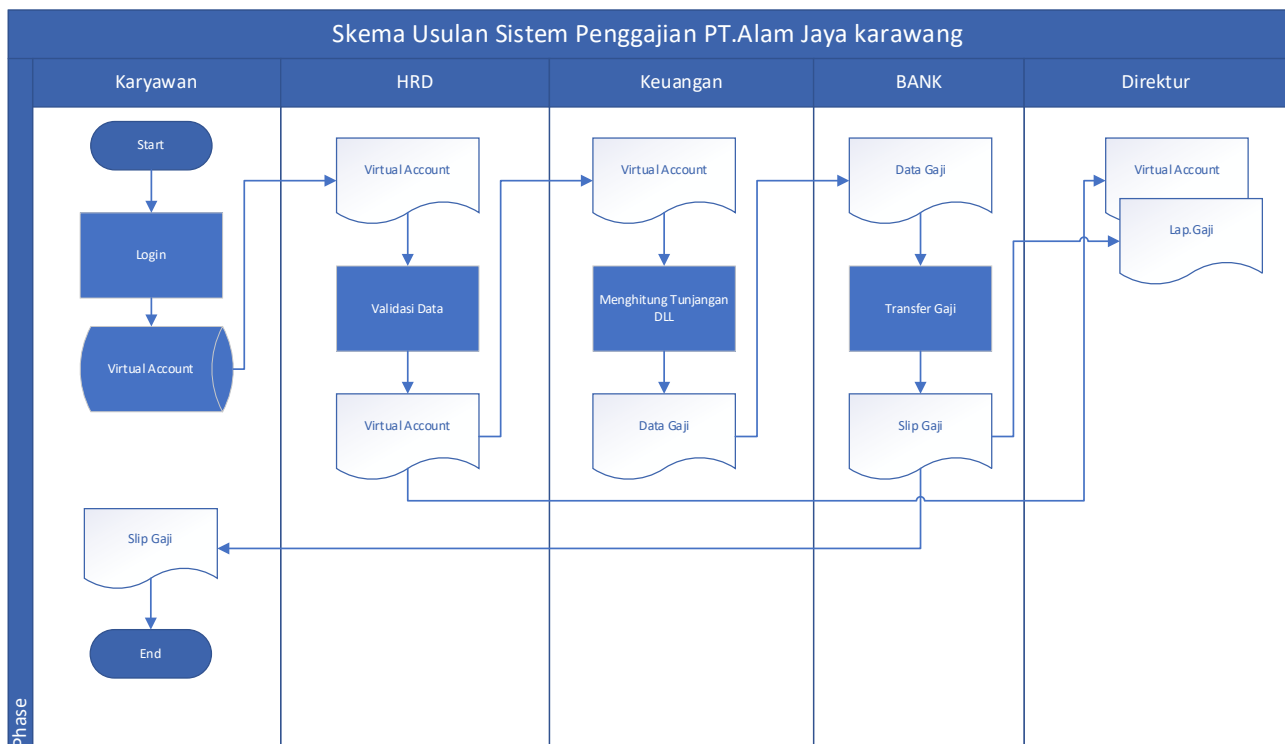 Skema Usulan Sistem Penggajian PT.Alam Jaya karawang
Phase
Karyawan
HRD
Keuangan
BANK
Direktur
Start
Login
Virtual Account
Slip Gaji
End
Virtual Account
Validasi Data
Virtual Account
Virtual Account
Menghitung Tunjangan
DLL
Data Gaji
Data Gaji
Transfer Gaji
Slip Gaji
Virtual Account
Lap.Gaji